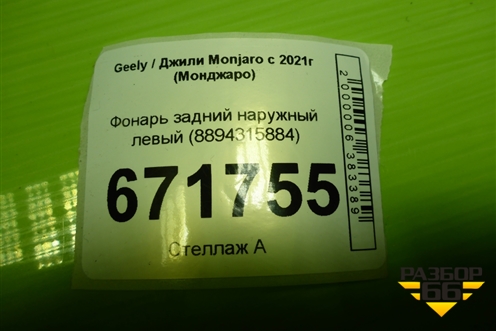 Geely / Джили Monjaro с 2021г
(Монджаро)
Фонарь задний наружный
левый (8894315884)
671755
Стеллаж А
2000006383389
РАЗБОР
66